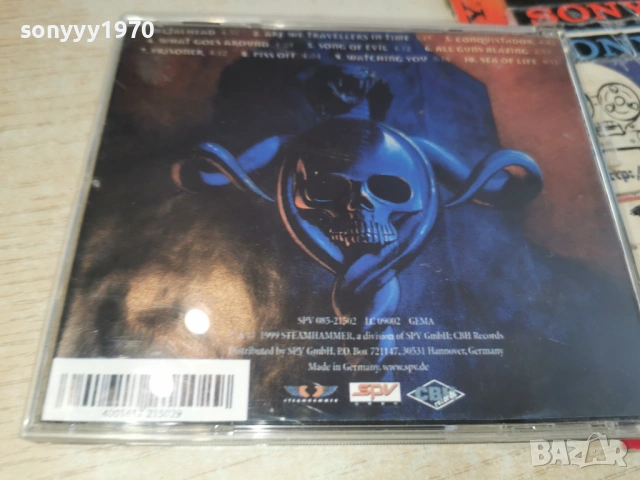 sonyyy1970
SONY
2. ARE WE TRAVELLERS IN TIME
3. CONQUISTADOR
WHAT GOES AROUND
5. SONG OF EVIL 4:32
6. ALL GUNS BLAZING
7. PRISONER
8. PISS OFF
9. WATCHING YOU
10. SEA OF LIFE
SPV 085-21502 LC 09002 GEMA
1999 STEAMHAMMER, a division of SPV GmbH; CBH Records
Distributed by SPV GmbH, P.O. Box 721147, 30531 Hannover, Germany
Made in Germany. www.spv.de
STEAMHAMMER
SPV
CBH
bazar